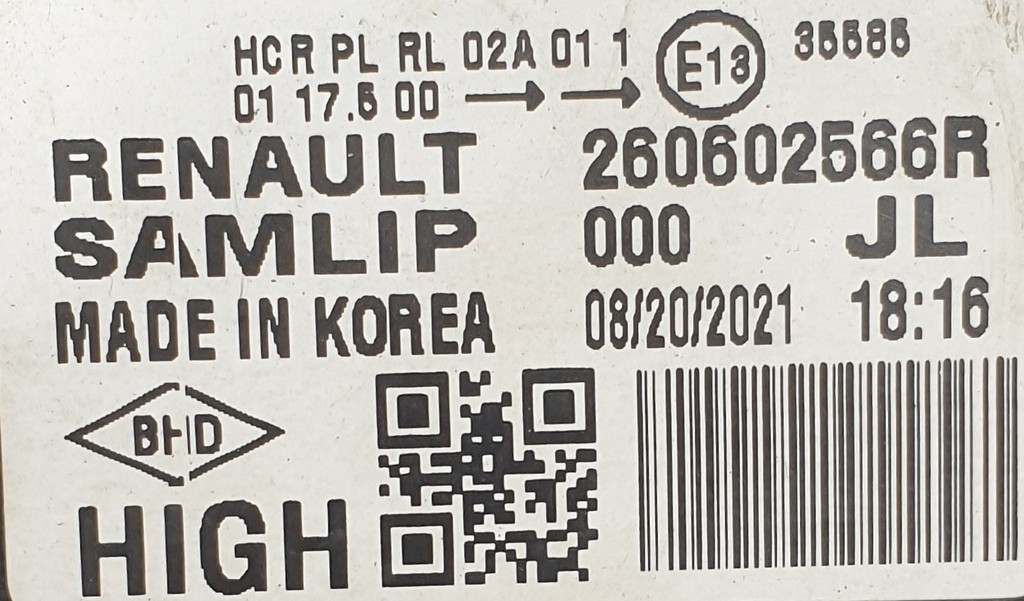 HCR PL RL 02A 01 1 E13 35585
01 17.5 00 → →
RENAULT 260602566R
SAMLIP 000 JL
MADE IN KOREA 08/20/2021 18:16
BHD
HIGH